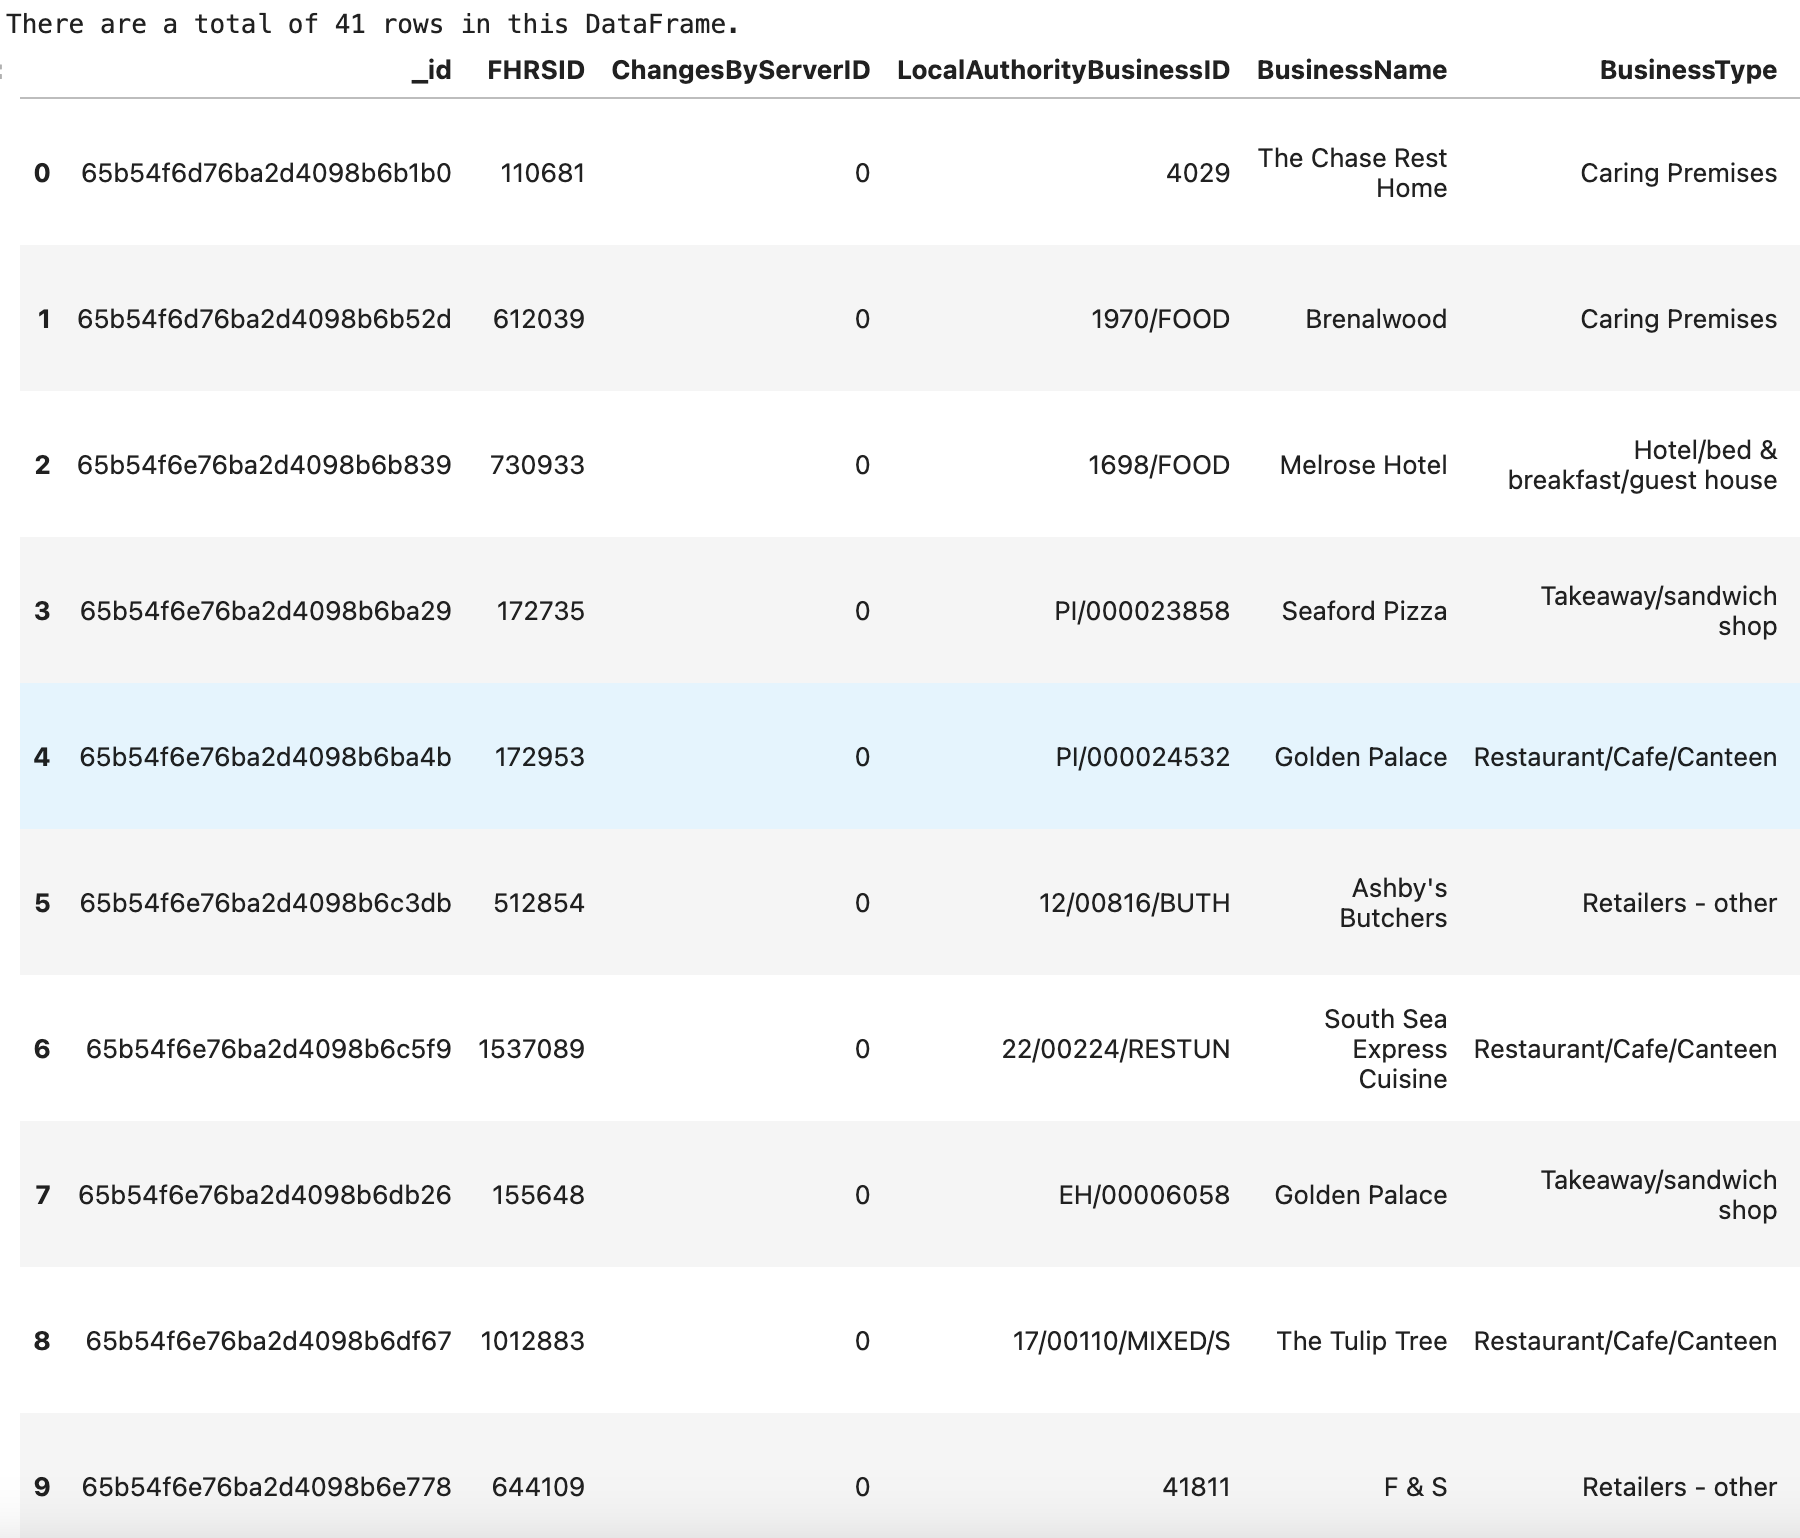 There are a total of 41 rows in this DataFrame.
_id FHRSID ChangesByServerID LocalAuthorityBusinessID BusinessName BusinessType
0 65b54f6d76ba2d4098b6b1b0 110681 0 4029 The Chase Rest Home Caring Premises
1 65b54f6d76ba2d4098b6b52d 612039 0 1970/FOOD Brenalwood Caring Premises
2 65b54f6e76ba2d4098b6b839 730933 0 1698/FOOD Melrose Hotel Hotel/bed & breakfast/guest house
3 65b54f6e76ba2d4098b6ba29 172735 0 PI/000023858 Seaford Pizza Takeaway/sandwich shop
4 65b54f6e76ba2d4098b6ba4b 172953 0 PI/000024532 Golden Palace Restaurant/Cafe/Canteen
5 65b54f6e76ba2d4098b6c3db 512854 0 12/00816/BUTH Ashby's Butchers Retailers - other
6 65b54f6e76ba2d4098b6c5f9 1537089 0 22/00224/RESTUN South Sea Express Cuisine Restaurant/Cafe/Canteen
7 65b54f6e76ba2d4098b6db26 155648 0 EH/00006058 Golden Palace Takeaway/sandwich shop
8 65b54f6e76ba2d4098b6df67 1012883 0 17/00110/MIXED/S The Tulip Tree Restaurant/Cafe/Canteen
9 65b54f6e76ba2d4098b6e778 644109 0 41811 F & S Retailers - other